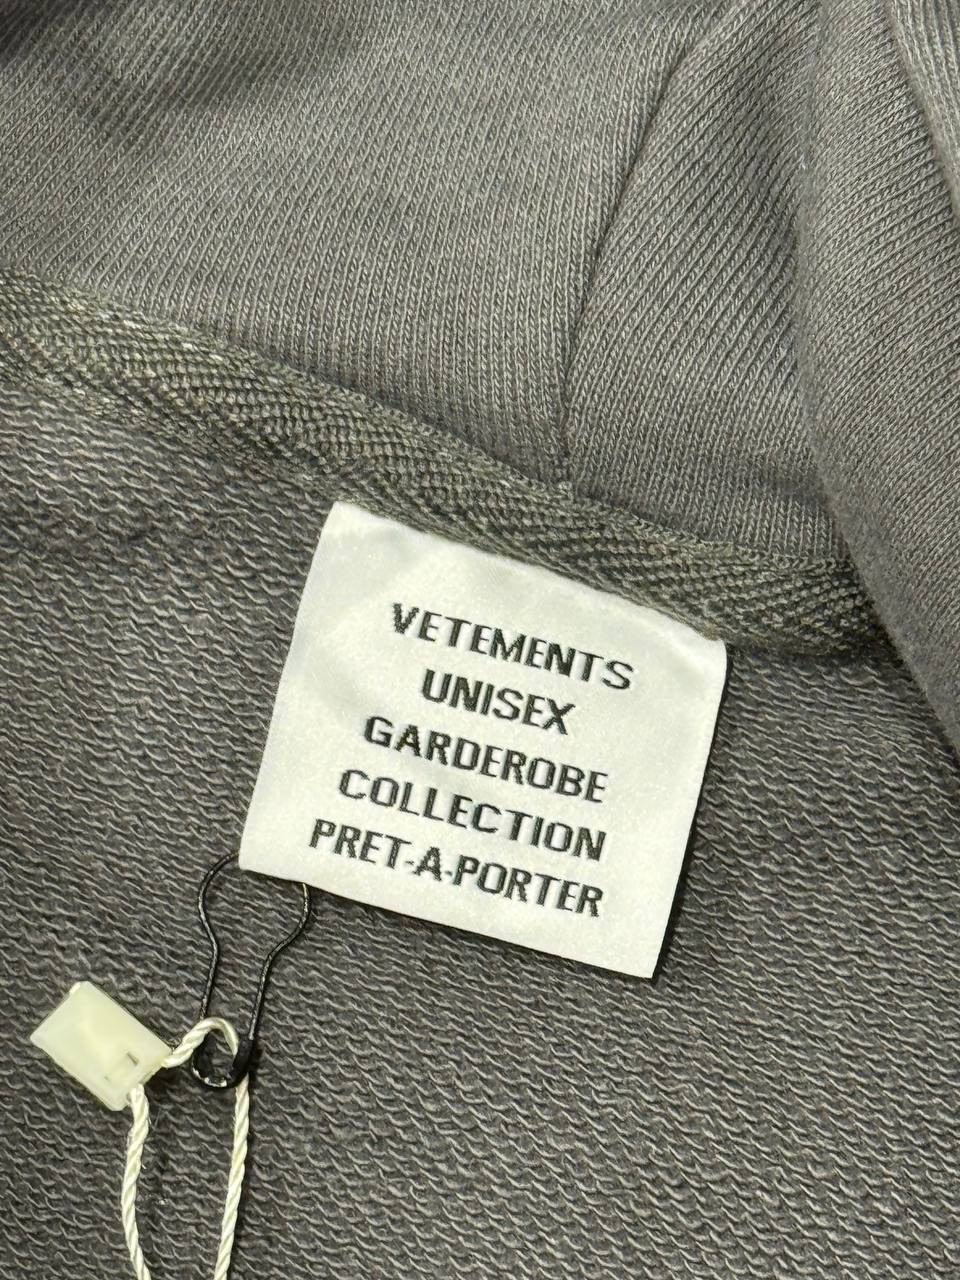 VETEMENTS
UNISEX
GARDEROBE
COLLECTION
PRET-A-PORTER